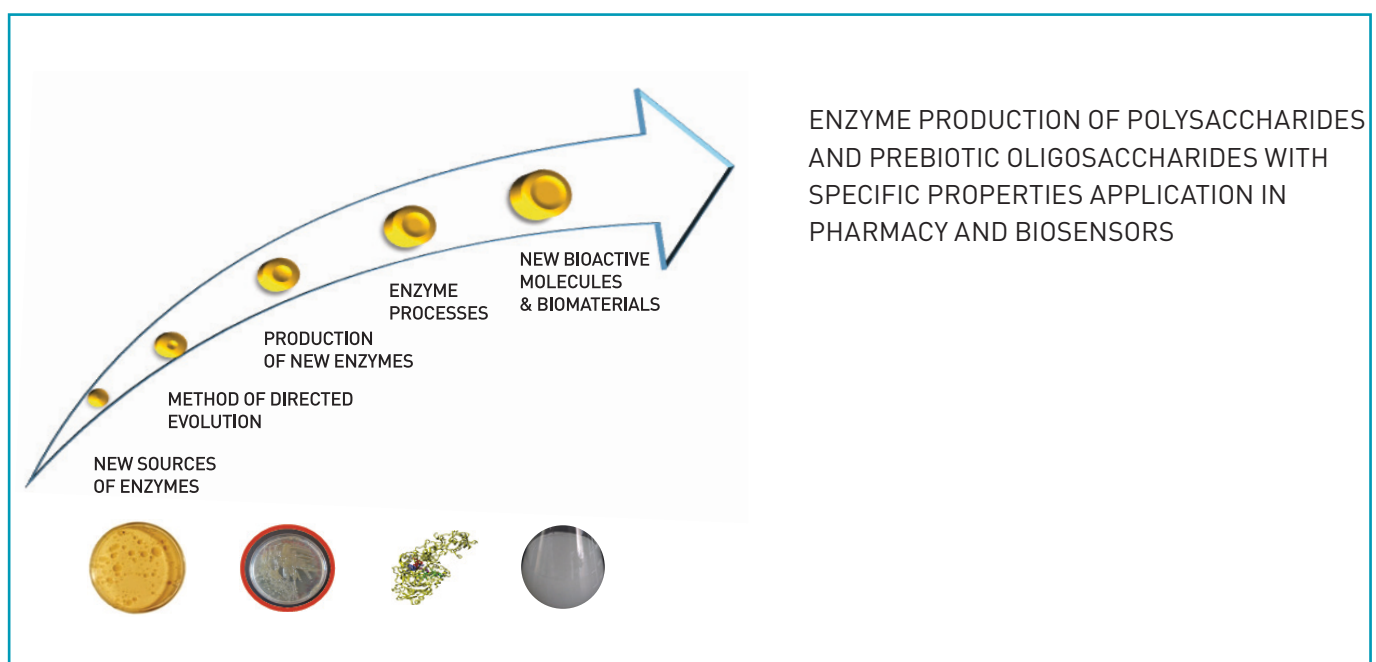 ENZYME PRODUCTION OF POLYSACCHARIDES
AND PREBIOTIC OLIGOSACCHARIDES WITH
SPECIFIC PROPERTIES APPLICATION IN
PHARMACY AND BIOSENSORS
NEW BIOACTIVE
MOLECULES
& BIOMATERIALS
ENZYME
PROCESSES
PRODUCTION
OF NEW ENZYMES
METHOD OF DIRECTED
EVOLUTION
NEW SOURCES
OF ENZYMES